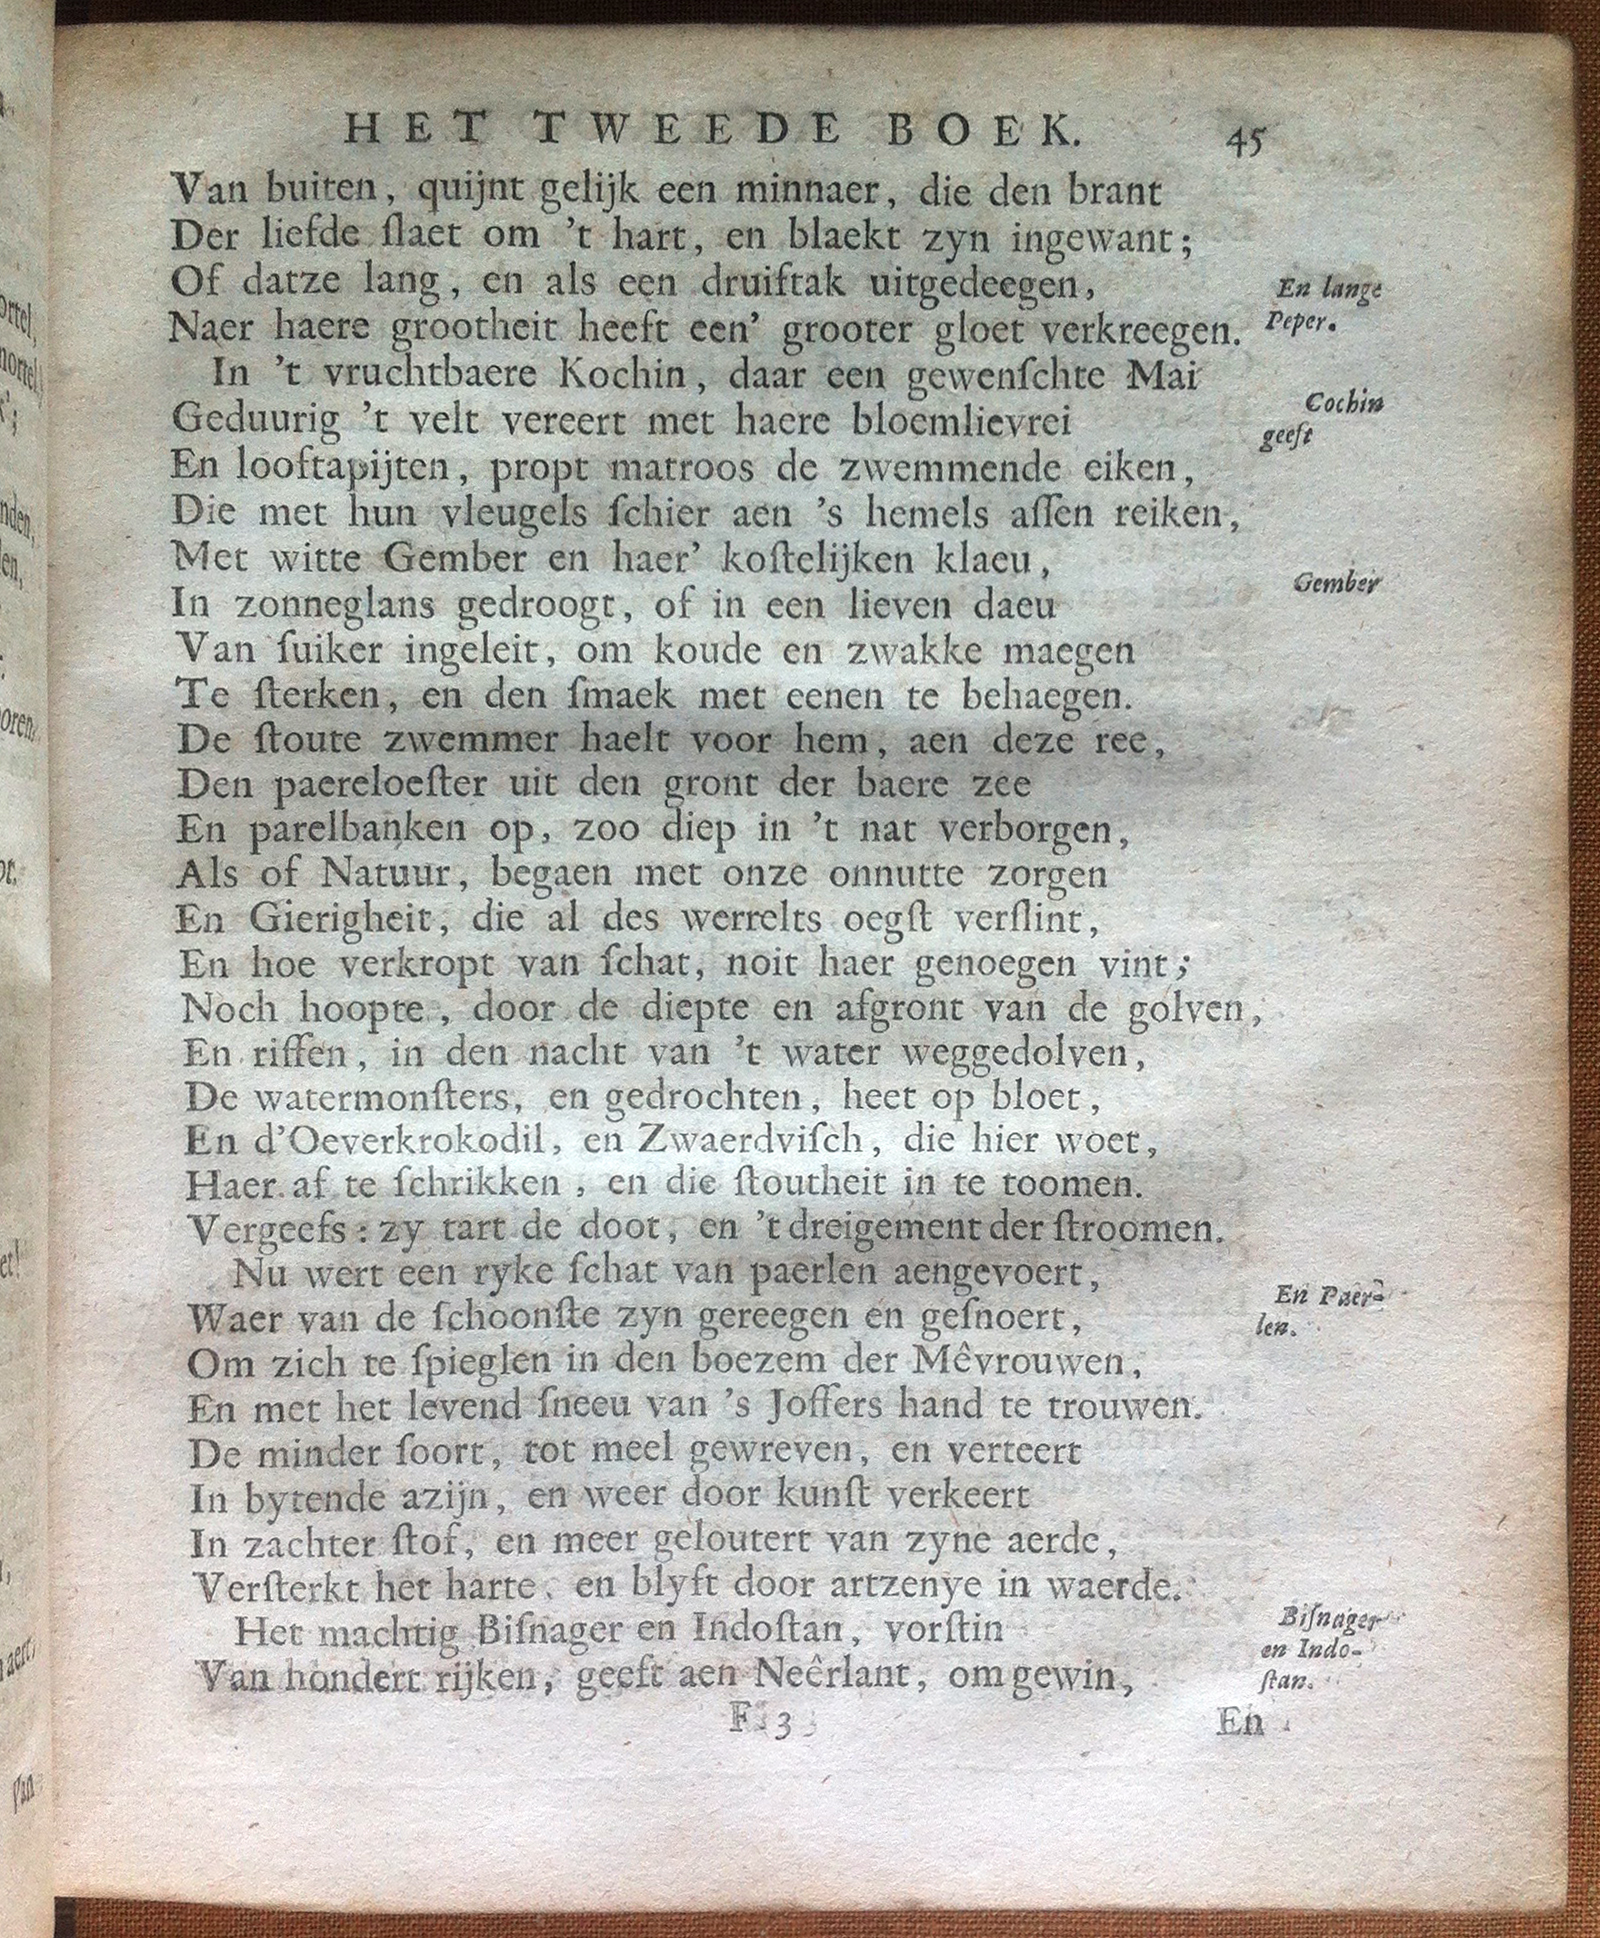 HET TWEEDE BOEK. 45
Van buiten, quijnt gelijk een minnaer, die den brant
Der liefde ſlaet om 't hart, en blaekt zyn ingewant;
Of datze lang, en als een druiftak uitgedeegen,
En lange
Naer haere grootheit heeft een' grooter gloet verkreegen.
Peper.
In 't vruchtbaere Kochin, daar een gewenſchte Mai
Cochin
Geduurig 't velt vereert met haere bloemlievrei
geeft
En looftapijten, propt matroos de zwemmende eiken,
Die met hun vleugels ſchier aen 's hemels aſſen reiken,
Met witte Gember en haer' koſtelijken klaeu,
Gember
In zonneglans gedroogt, of in een lieven daeu
Van ſuiker ingeleit, om koude en zwakke maegen
Te ſterken, en den ſmaek met eenen te behaegen.
De ſtoute zwemmer haelt voor hem, aen deze ree,
Den paereloeſter uit den gront der baere zee
En parelbanken op, zoo diep in 't nat verborgen,
Als of Natuur, begaen met onze onnutte zorgen
En Gierigheit, die al des werrelts oegſt verſlint,
En hoe verkropt van ſchat, noit haer genoegen vint;
Noch hoopte, door de diepte en afgront van de golven,
En riffen, in den nacht van 't water weggedolven,
De watermonſters, en gedrochten, heet op bloet,
En d'Oeverkrokodil, en Zwaerdviſch, die hier woet,
Haer af te ſchrikken, en die ſtoutheit in te toomen.
Vergeefs: zy tart de doot, en 't dreigement der ſtroomen.
Nu wert een ryke ſchat van paerlen aengevoert,
En Paêr-
Waer van de ſchoonſte zyn gereegen en geſnoert,
len.
Om zich te ſpieglen in den boezem der Mêvrouwen,
En met het levend ſneeu van 's Joffers hand te trouwen.
De minder ſoort, tot meel gewreven, en verteert
In bytende azijn, en weer door kunſt verkeert
In zachter ſtof, en meer geloutert van zyne aerde,
Verſterkt het harte, en blyft door artzenye in waerde.
Het machtig Biſnager en Indoſtan, vorſtin
Biſnager
en Indo-
Van hondert rijken, geeft aen Neêrlant, om gewin,
ſtan.
F 3 En